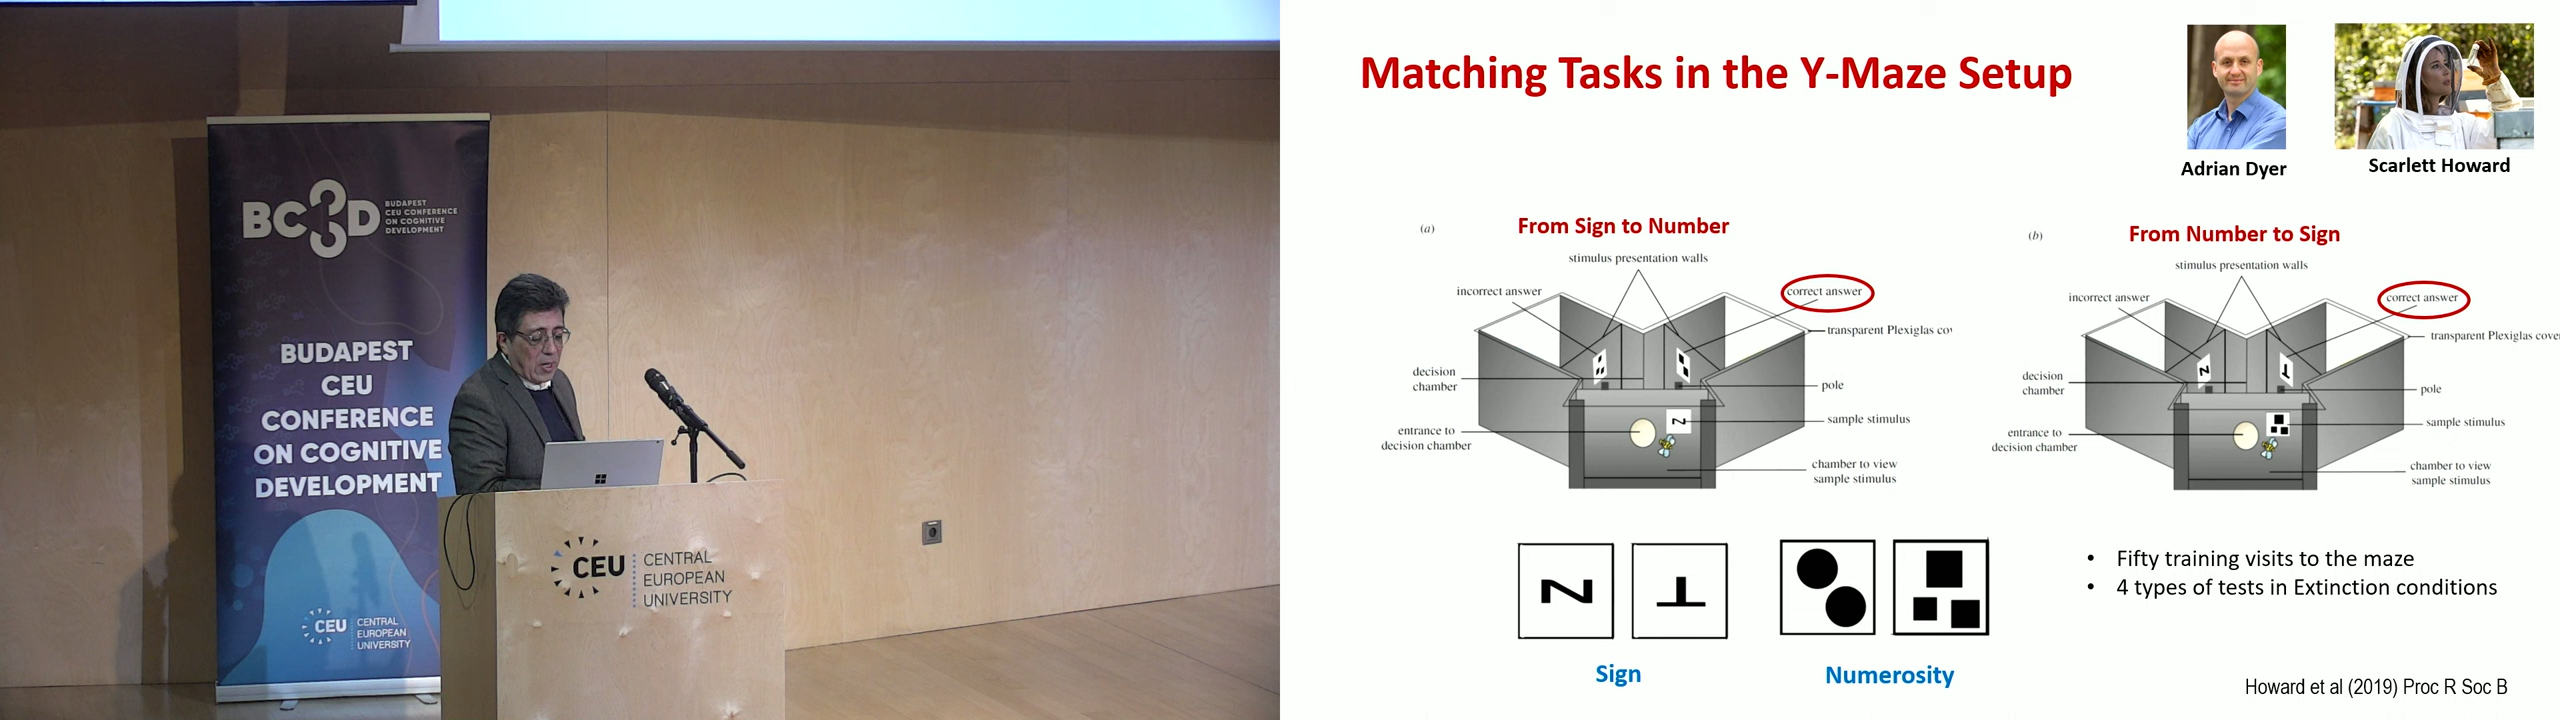 BC3D
BUDAPEST
CEU CONFERENCE
ON COGNITIVE
DEVELOPMENT
BUDAPEST
CEU
CONFERENCE
ON COGNITIVE
DEVELOPMENT
CEU
CENTRAL
EUROPEAN
UNIVERSITY
CEU
CENTRAL
EUROPEAN
UNIVERSITY
Matching Tasks in the Y-Maze Setup
Adrian Dyer
Scarlett Howard
(a)
From Sign to Number
stimulus presentation walls
incorrect answer
correct answer
transparent Plexiglas cov
decision
chamber
pole
sample stimulus
entrance to
decision chamber
chamber to view
sample stimulus
N
(b)
From Number to Sign
stimulus presentation walls
incorrect answer
correct answer
transparent Plexiglas cove
decision
chamber
pole
sample stimulus
entrance to
decision chamber
chamber to view
sample stimulus
N
⊥
N
⊥
Sign
Numerosity
• Fifty training visits to the maze
• 4 types of tests in Extinction conditions
Howard et al (2019) Proc R Soc B